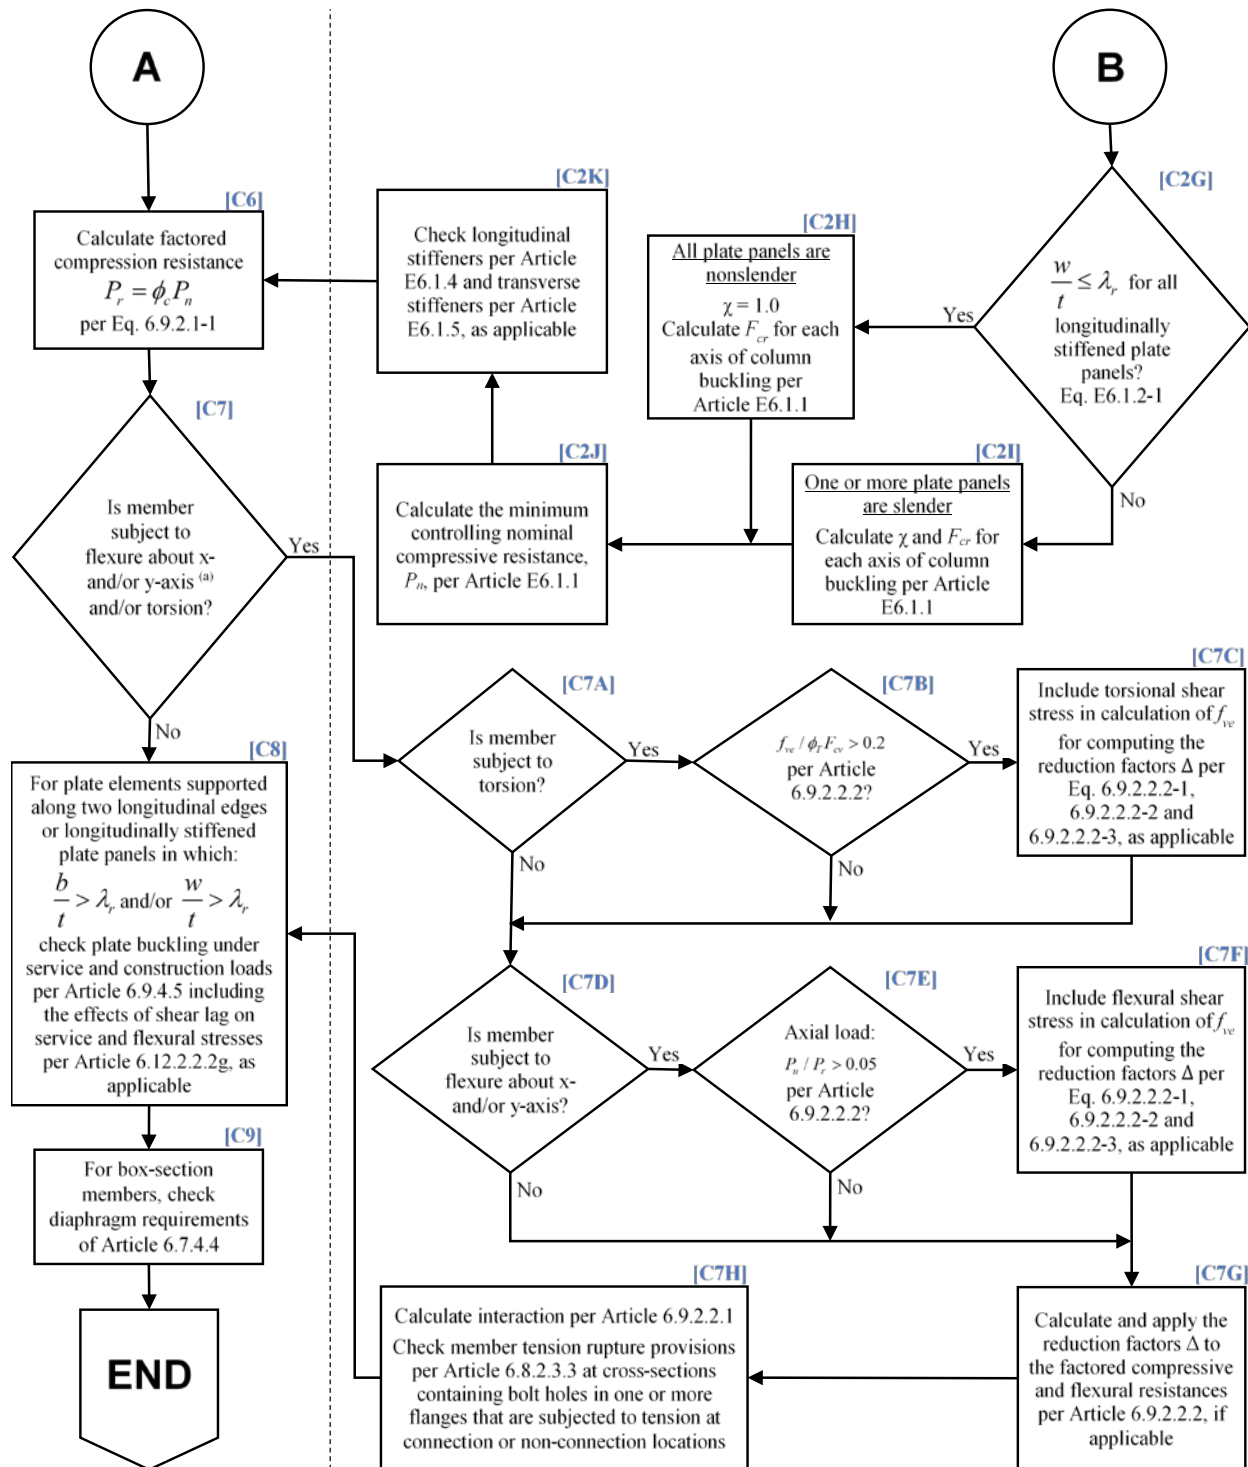 A
B
[C6]
Calculate factored
compression resistance
P_r = ϕ_c P_n
per Eq. 6.9.2.1-1
[C7]
Is member
subject to
flexure about x-
and/or y-axis (a)
and/or torsion?
Yes
No
[C8]
For plate elements supported
along two longitudinal edges
or longitudinally stiffened
plate panels in which:
b/t > λ_r and/or w/t > λ_r
check plate buckling under
service and construction loads
per Article 6.9.4.5 including
the effects of shear lag on
service and flexural stresses
per Article 6.12.2.2.2g, as
applicable
[C9]
For box-section
members, check
diaphragm requirements
of Article 6.7.4.4
END
[C2K]
Check longitudinal
stiffeners per Article
E6.1.4 and transverse
stiffeners per Article
E6.1.5, as applicable
[C2H]
All plate panels are
nonslender
χ = 1.0
Calculate F_cr for each
axis of column
buckling per
Article E6.1.1
[C2G]
w/t ≤ λ_r for all
longitudinally
stiffened plate
panels?
Eq. E6.1.2-1
Yes
No
[C2J]
Calculate the minimum
controlling nominal
compressive resistance,
P_n, per Article E6.1.1
[C2I]
One or more plate panels
are slender
Calculate χ and F_cr for
each axis of column
buckling per Article
E6.1.1
[C7A]
Is member
subject to
torsion?
Yes
No
[C7B]
f_ve / ϕ_T F_cv > 0.2
per Article
6.9.2.2.2?
Yes
No
[C7C]
Include torsional shear
stress in calculation of f_ve
for computing the
reduction factors Δ per
Eq. 6.9.2.2.2-1,
6.9.2.2.2-2 and
6.9.2.2.2-3, as applicable
[C7D]
Is member
subject to
flexure about x-
and/or y-axis?
Yes
No
[C7E]
Axial load:
P_u / P_r > 0.05
per Article
6.9.2.2.2?
Yes
No
[C7F]
Include flexural shear
stress in calculation of f_ve
for computing the
reduction factors Δ per
Eq. 6.9.2.2.2-1,
6.9.2.2.2-2 and
6.9.2.2.2-3, as applicable
[C7H]
Calculate interaction per Article 6.9.2.2.1
Check member tension rupture provisions
per Article 6.8.2.3.3 at cross-sections
containing bolt holes in one or more
flanges that are subjected to tension at
connection or non-connection locations
[C7G]
Calculate and apply the
reduction factors Δ to
the factored compressive
and flexural resistances
per Article 6.9.2.2.2, if
applicable